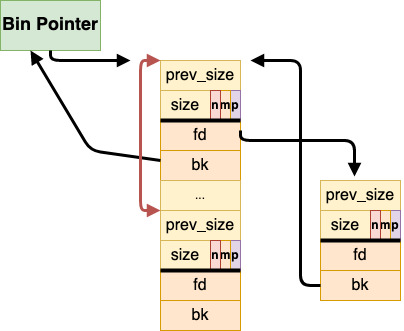 Bin Pointer
prev_size
size n m p
fd
bk
...
prev_size
size n m p
fd
bk
prev_size
size n m p
fd
bk